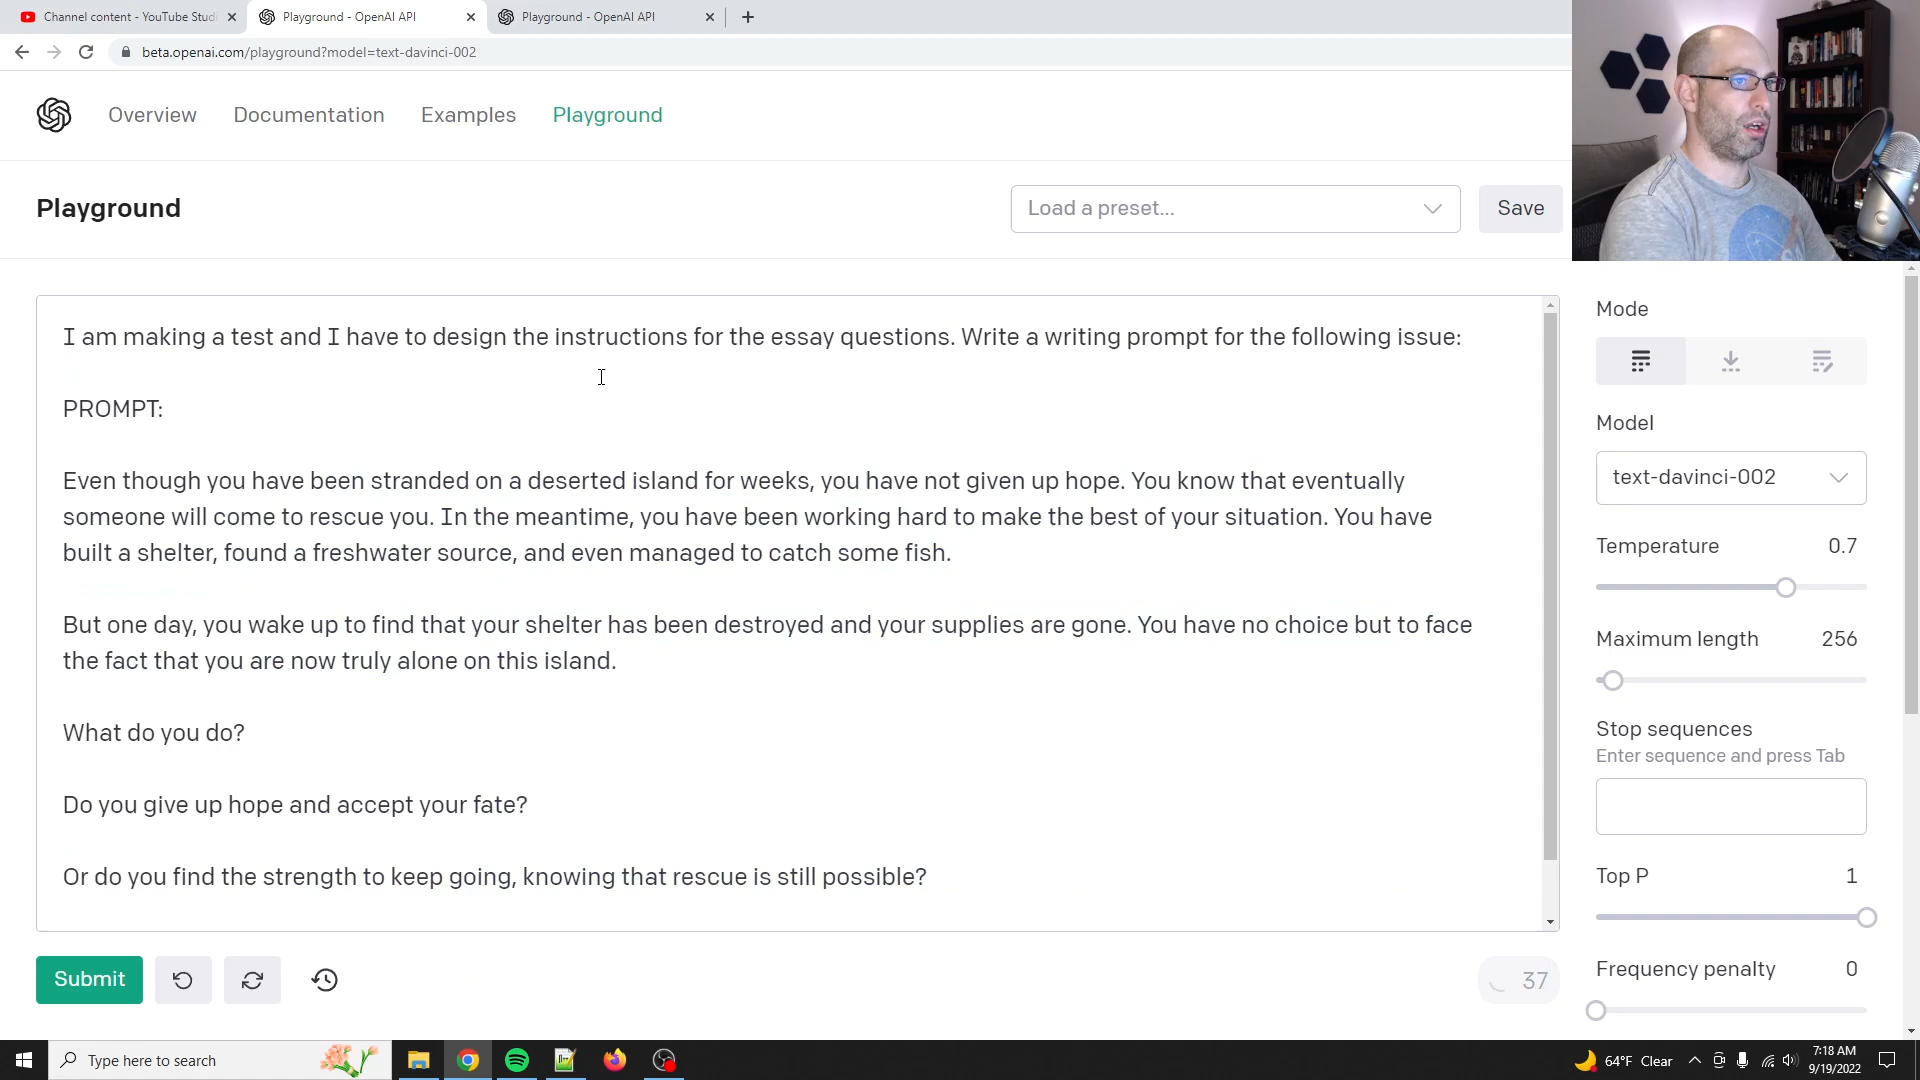 Channel content - YouTube Studi
Playground - OpenAI API
Playground - OpenAI API
beta.openai.com/playground?model=text-davinci-002
Overview
Documentation
Examples
Playground
Playground
Load a preset...
Save
I am making a test and I have to design the instructions for the essay questions. Write a writing prompt for the following issue:
PROMPT:
Even though you have been stranded on a deserted island for weeks, you have not given up hope. You know that eventually
someone will come to rescue you. In the meantime, you have been working hard to make the best of your situation. You have
built a shelter, found a freshwater source, and even managed to catch some fish.
But one day, you wake up to find that your shelter has been destroyed and your supplies are gone. You have no choice but to face
the fact that you are now truly alone on this island.
What do you do?
Do you give up hope and accept your fate?
Or do you find the strength to keep going, knowing that rescue is still possible?
Submit
37
Mode
Model
text-davinci-002
Temperature 0.7
Maximum length 256
Stop sequences
Enter sequence and press Tab
Top P 1
Frequency penalty 0
Type here to search
64°F Clear
7:18 AM
9/19/2022